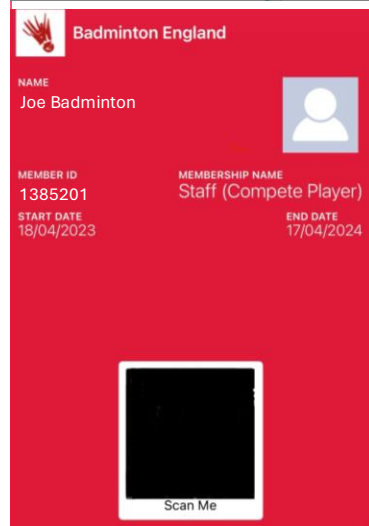 Badminton England
NAME
Joe Badminton
MEMBER ID
1385201
MEMBERSHIP NAME
Staff (Compete Player)
START DATE
18/04/2023
END DATE
17/04/2024
Scan Me